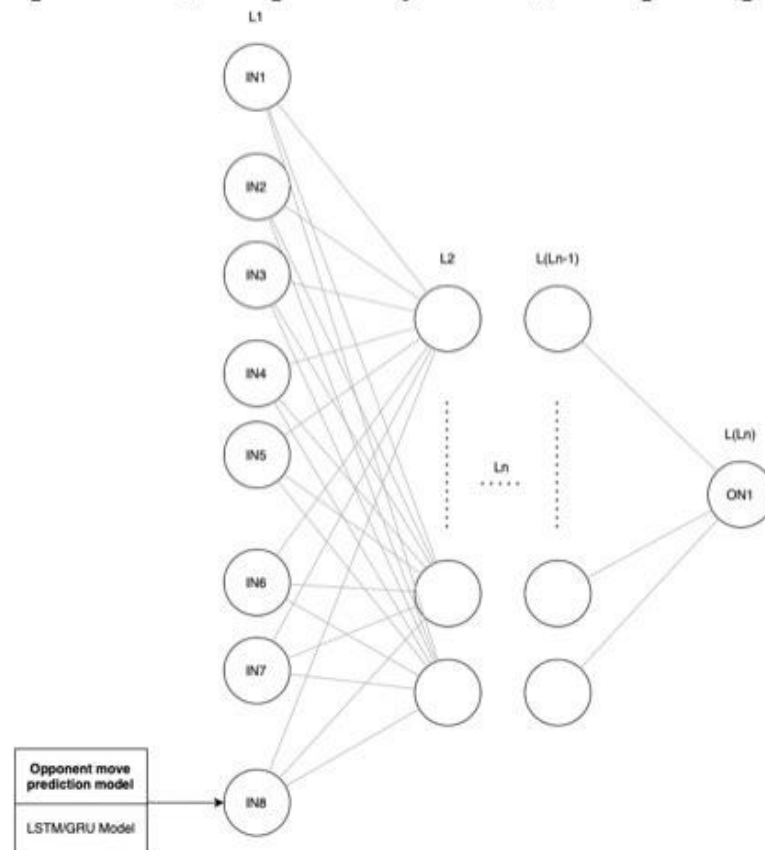 L1
IN1
IN2
IN3
L2
L(Ln-1)
IN4
IN5
L(Ln)
Ln
ON1
IN6
IN7
Opponent move
prediction model
LSTM/GRU Model
IN8